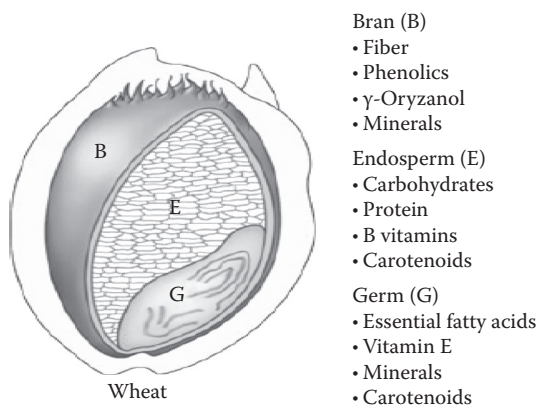 Bran (B)
• Fiber
• Phenolics
• γ-Oryzanol
• Minerals
Endosperm (E)
• Carbohydrates
• Protein
• B vitamins
• Carotenoids
Germ (G)
• Essential fatty acids
• Vitamin E
• Minerals
• Carotenoids
B
E
G
Wheat